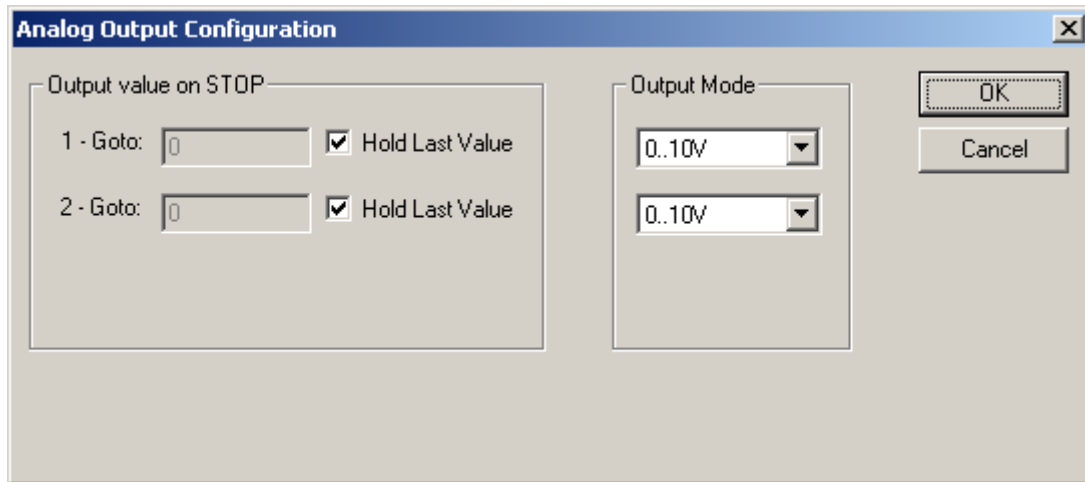 Analog Output Configuration
Output value on STOP
1 - Goto: 0 Hold Last Value
2 - Goto: 0 Hold Last Value
Output Mode
0..10V
0..10V
OK
Cancel